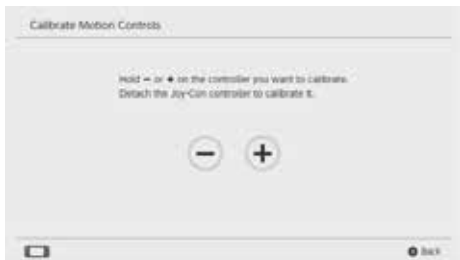 Calibrate Motion Controls
Hold − or + on the controller you want to calibrate.
Detach the Joy-Con controller to calibrate it.
Back